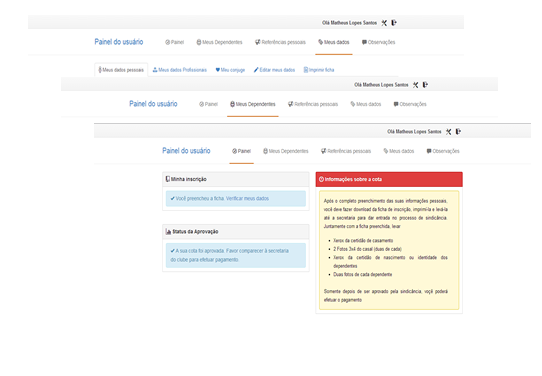 Olá Matheus Lopes Santos
Painel do usuário Painel Meus Dependentes Referências pessoais Meus dados Observações
Meus dados pessoais Meus dados Profissionais Meu conjuge Editar meus dados Imprimir ficha
Olá Matheus Lopes Santos
Painel do usuário Painel Meus Dependentes Referências pessoais Meus dados Observações
Olá Matheus Lopes Santos
Painel do usuário Painel Meus Dependentes Referências pessoais Meus dados Observações
Minha inscrição
Você preencheu a ficha. Verificar meus dados
Status da Aprovação
A sua cota foi aprovada. Favor comparecer à secretaria
do clube para efetuar pagamento.
Informações sobre a cota
Após o completo preenchimento das suas informações pessoais,
você deve fazer download da ficha de inscrição, imprimi-la e levá-la
até a secretaria para dar entrada no processo de sindicância.
Juntamente com a ficha preenchida, levar
Xerox da certidão de casamento
2 Fotos 3x4 do casal (duas de cada)
Xerox da certidão de nascimento ou identidade dos
dependentes
Duas fotos de cada dependente
Somente depois de ser aprovado pela sindicância, voçê poderá
efetuar o pagamento